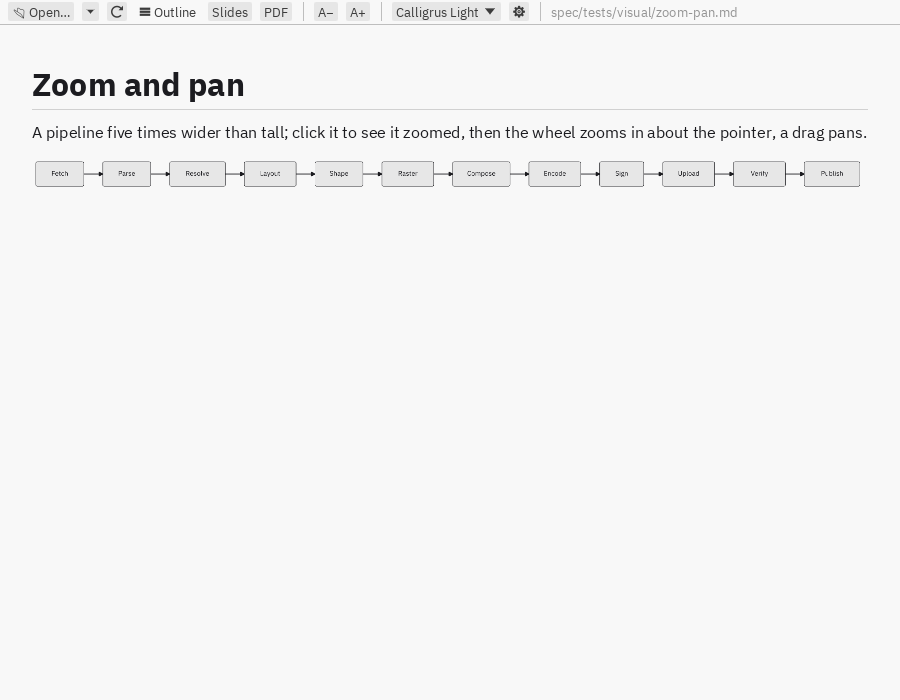 Open... Outline Slides PDF A− A+ Calligrus Light spec/tests/visual/zoom-pan.md
Zoom and pan
A pipeline five times wider than tall; click it to see it zoomed, then the wheel zooms in about the pointer, a drag pans.
Fetch Parse Resolve Layout Shape Raster Compose Encode Sign Upload Verify Publish